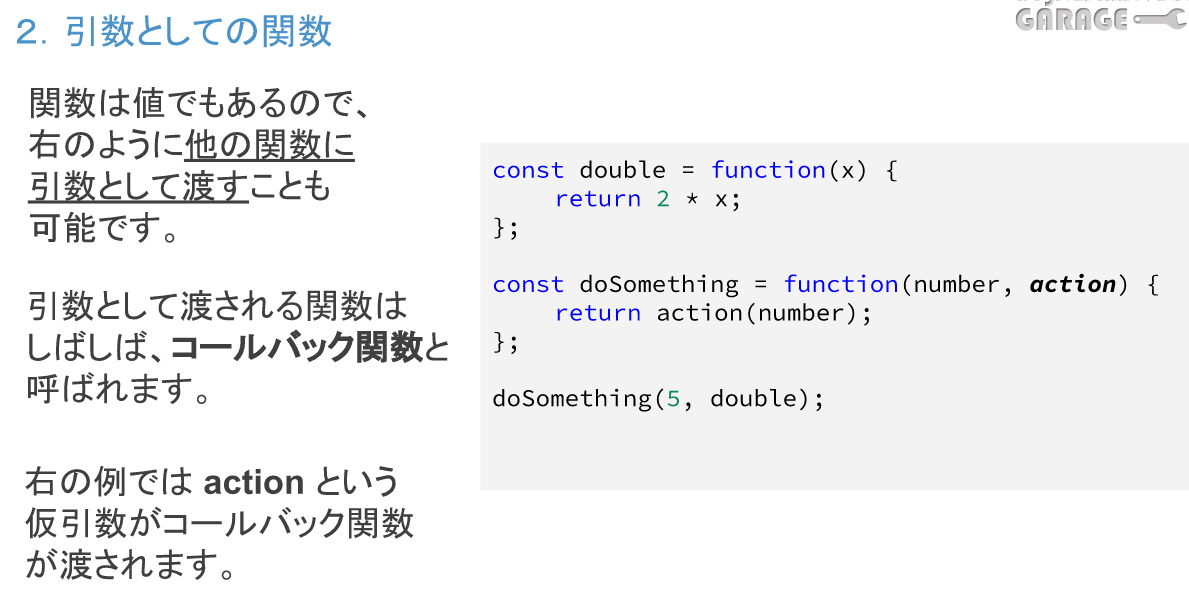 ２．引数としての関数
GARAGE
関数は値でもあるので、
右のように他の関数に
引数として渡すことも
可能です。
引数として渡される関数は
しばしば、コールバック関数と
呼ばれます。
右の例では action という
仮引数がコールバック関数
が渡されます。
const double = function(x) {
    return 2 * x;
};
const doSomething = function(number, action) {
    return action(number);
};
doSomething(5, double);